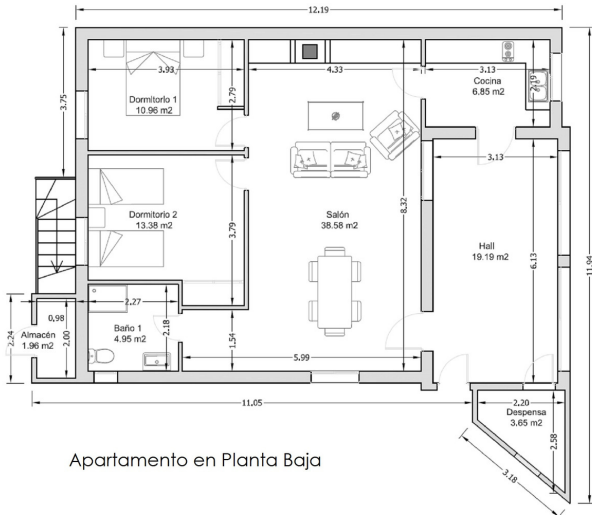 12.19
3.75
3.93
2.79
Dormitorio 1
10.96 m2
4.33
3.13
2.19
Cocina
6.85 m2
3.13
Dormitorio 2
13.38 m2
3.79
Salón
38.58 m2
8.32
Hall
19.19 m2
6.13
11.94
2.24
0,98
2.00
Almacén
1.96 m2
2.27
2.18
Baño 1
4.95 m2
1.54
5.99
11.05
2.20
Despensa
3.65 m2
2.58
3.18
Apartamento en Planta Baja